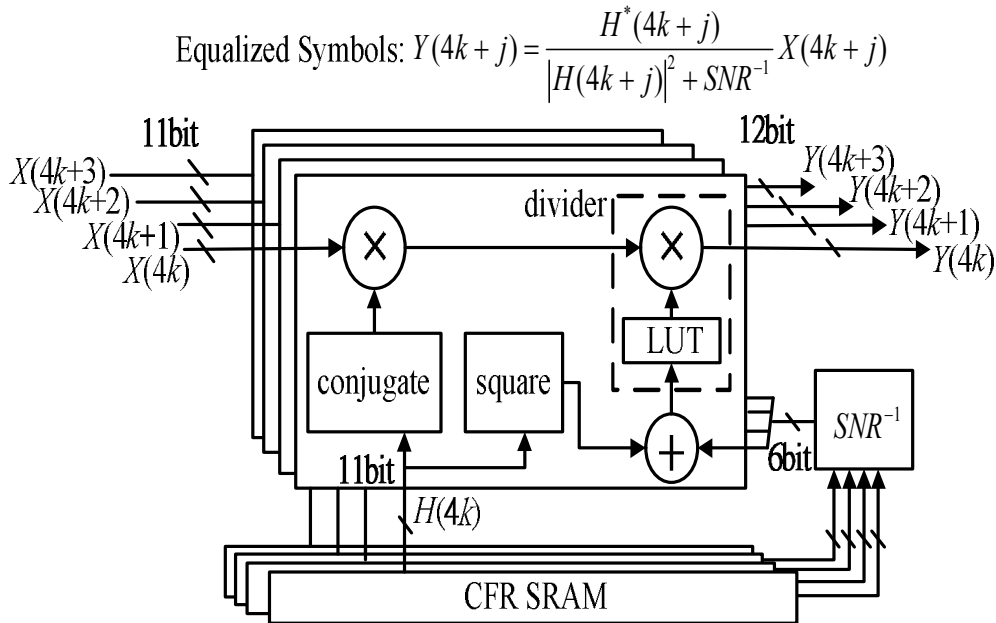 Equalized Symbols: Y(4k + j) = H*(4k + j) / |H(4k + j)|² + SNR⁻¹ X(4k + j)
11bit
12bit
X(4k+3)
X(4k+2)
X(4k+1)
X(4k)
divider
Y(4k+3)
Y(4k+2)
Y(4k+1)
Y(4k)
×
×
LUT
conjugate
square
+
SNR⁻¹
6bit
11bit
H(4k)
CFR SRAM